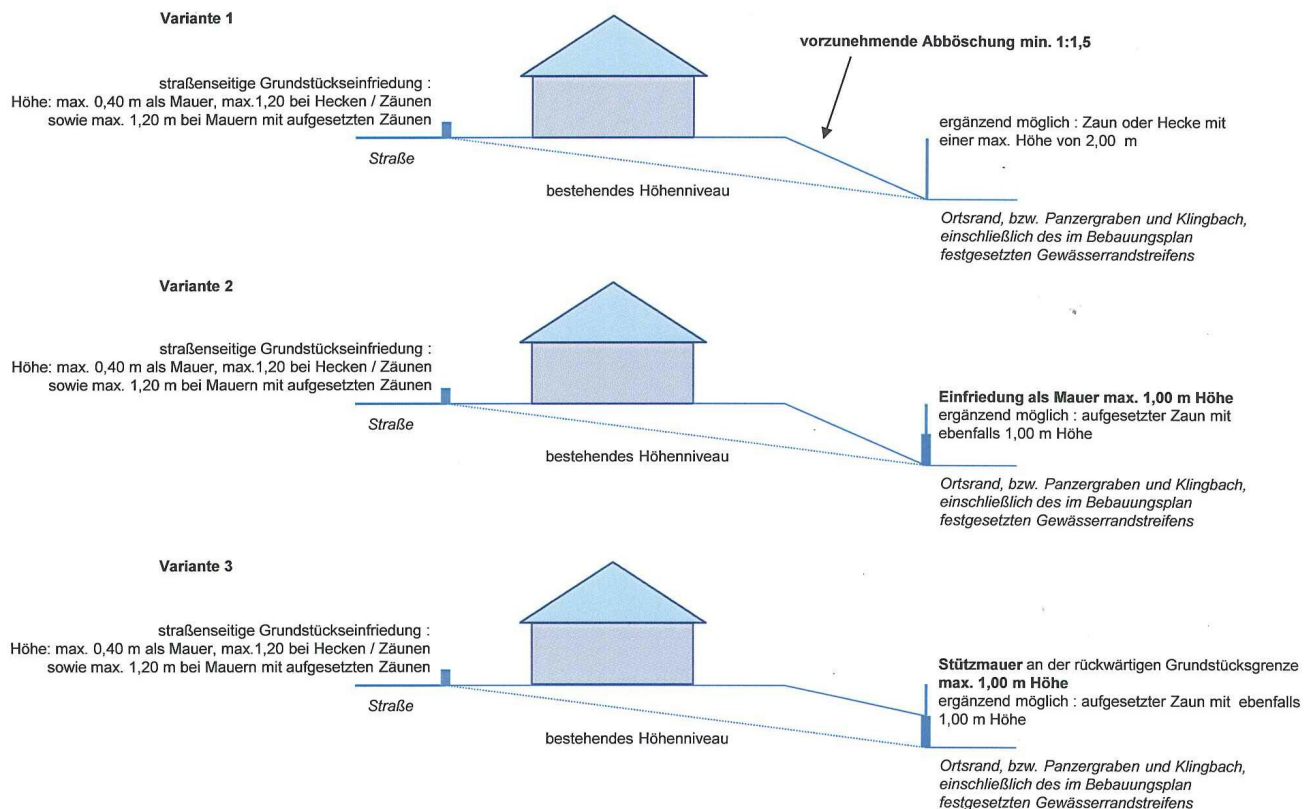 Variante 1
vorzunehmende Abböschung min. 1:1,5
straßenseitige Grundstückseinfriedung :
Höhe: max. 0,40 m als Mauer, max.1,20 bei Hecken / Zäunen
sowie max. 1,20 m bei Mauern mit aufgesetzten Zäunen
ergänzend möglich : Zaun oder Hecke mit
einer max. Höhe von 2,00 m
Straße
bestehendes Höhenniveau
Ortsrand, bzw. Panzergraben und Klingbach,
einschließlich des im Bebauungsplan
festgesetzten Gewässerrandstreifens
Variante 2
straßenseitige Grundstückseinfriedung :
Höhe: max. 0,40 m als Mauer, max.1,20 bei Hecken / Zäunen
sowie max. 1,20 m bei Mauern mit aufgesetzten Zäunen
Einfriedung als Mauer max. 1,00 m Höhe
ergänzend möglich : aufgesetzter Zaun mit
ebenfalls 1,00 m Höhe
Straße
bestehendes Höhenniveau
Ortsrand, bzw. Panzergraben und Klingbach,
einschließlich des im Bebauungsplan
festgesetzten Gewässerrandstreifens
Variante 3
straßenseitige Grundstückseinfriedung :
Höhe: max. 0,40 m als Mauer, max.1,20 bei Hecken / Zäunen
sowie max. 1,20 m bei Mauern mit aufgesetzten Zäunen
Stützmauer an der rückwärtigen Grundstücksgrenze
max. 1,00 m Höhe
ergänzend möglich : aufgesetzter Zaun mit ebenfalls
1,00 m Höhe
Straße
bestehendes Höhenniveau
Ortsrand, bzw. Panzergraben und Klingbach,
einschließlich des im Bebauungsplan
festgesetzten Gewässerrandstreifens